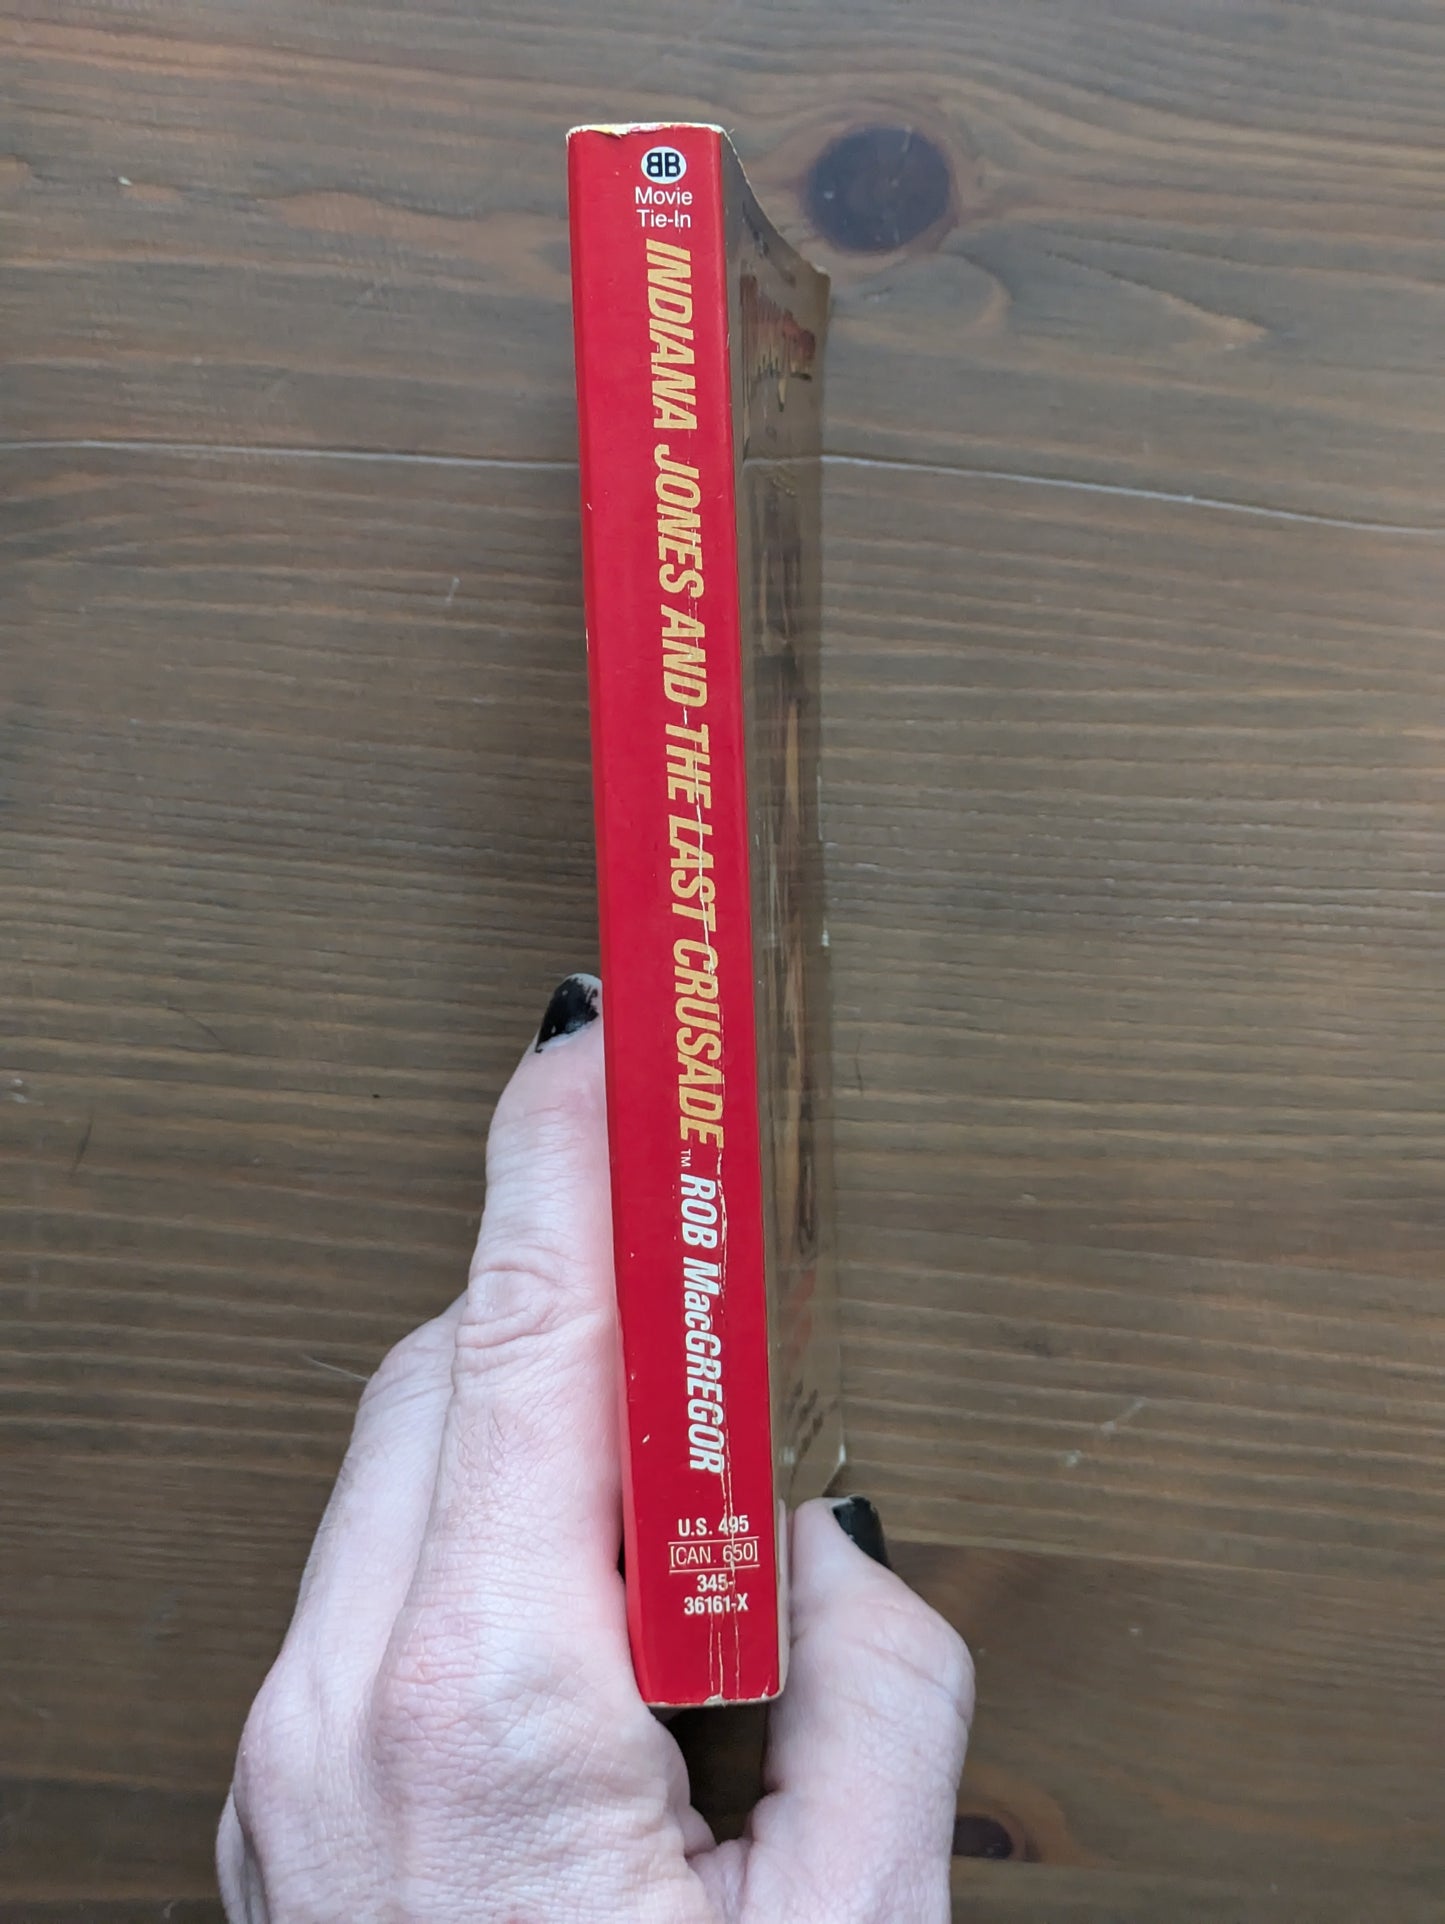 BB
Movie
Tie-In
INDIANA JONES AND THE LAST CRUSADE™ ROB MacGREGOR
U.S. 495
[CAN. 650]
345-
36161-X